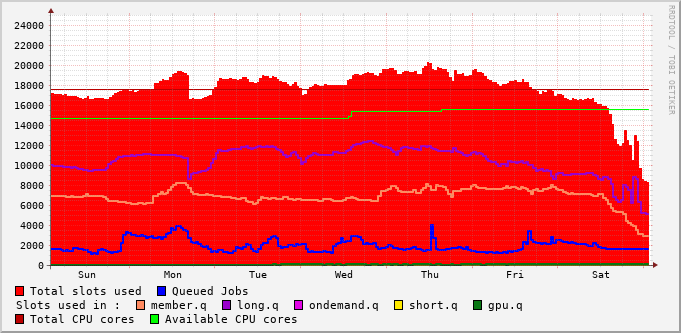 RRDTOOL / TOBI OETIKER
24000
22000
20000
18000
16000
14000
12000
10000
8000
6000
4000
2000
0
Sun Mon Tue Wed Thu Fri Sat
Total slots used Queued Jobs
Slots used in : member.q long.q ondemand.q short.q gpu.q
Total CPU cores Available CPU cores